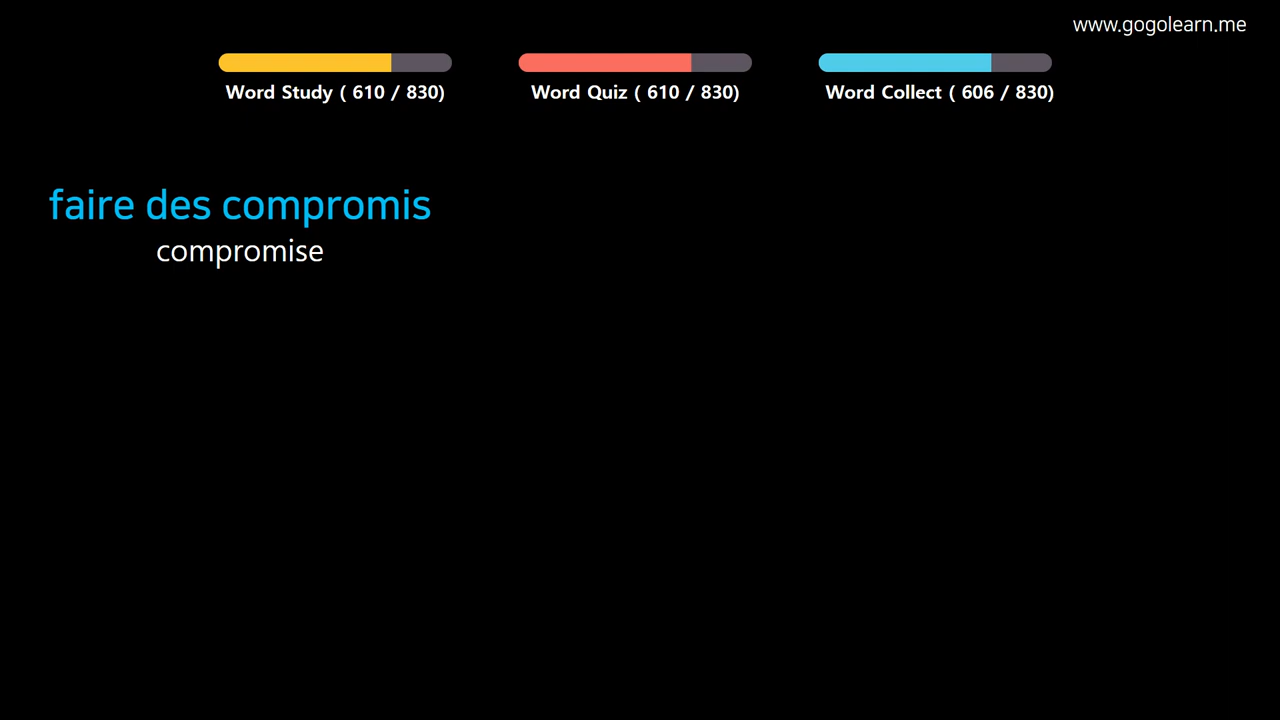 www.gogolearn.me
Word Study ( 610 / 830)
Word Quiz ( 610 / 830)
Word Collect ( 606 / 830)
faire des compromis
compromise